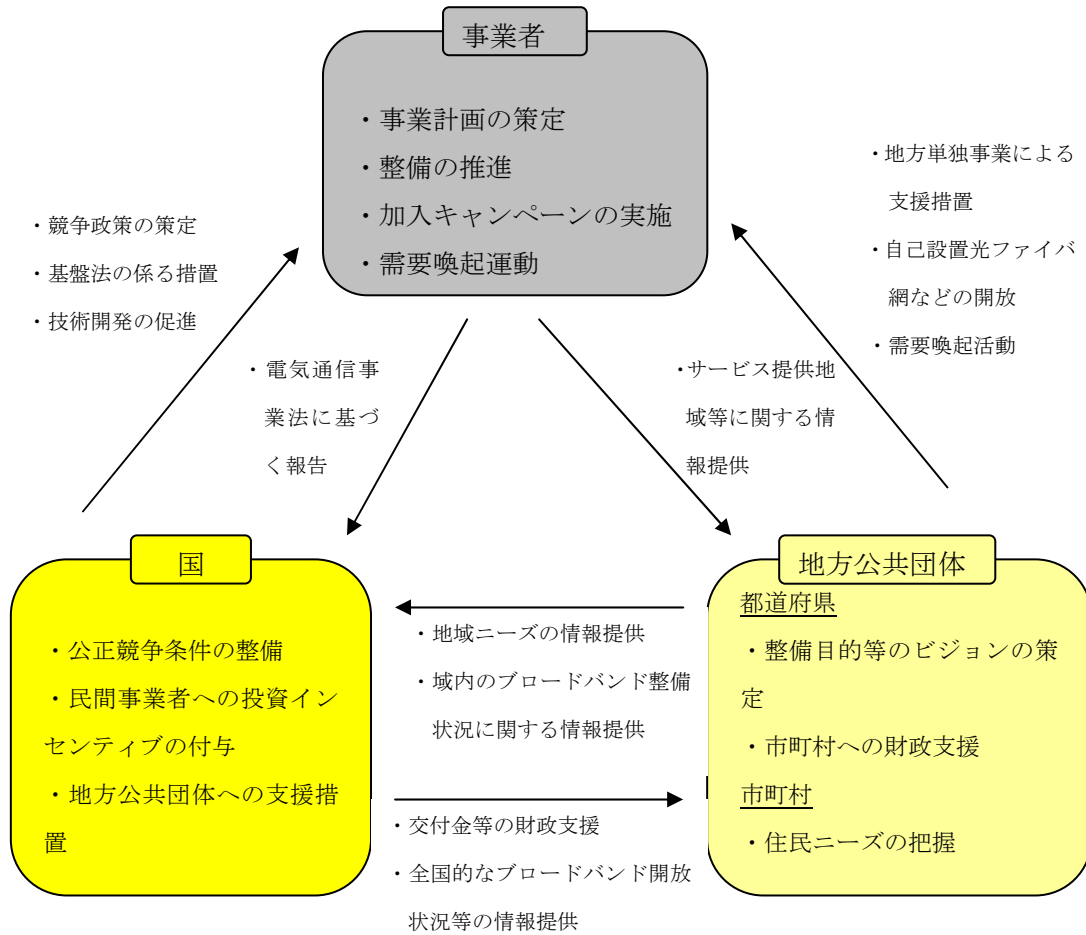 事業者
・事業計画の策定
・整備の推進
・加入キャンペーンの実施
・需要喚起運動
・競争政策の策定
・基盤法の係る措置
・技術開発の促進
・地方単独事業による
支援措置
・自己設置光ファイバ
網などの開放
・需要喚起活動
・電気通信事
業法に基づ
く報告
・サービス提供地
域等に関する情
報提供
国
・公正競争条件の整備
・民間事業者への投資イン
センティブの付与
・地方公共団体への支援措
置
・地域ニーズの情報提供
・域内のブロードバンド整備
状況に関する情報提供
・交付金等の財政支援
・全国的なブロードバンド開放
状況等の情報提供
地方公共団体
都道府県
・整備目的等のビジョンの策
定
・市町村への財政支援
市町村
・住民ニーズの把握